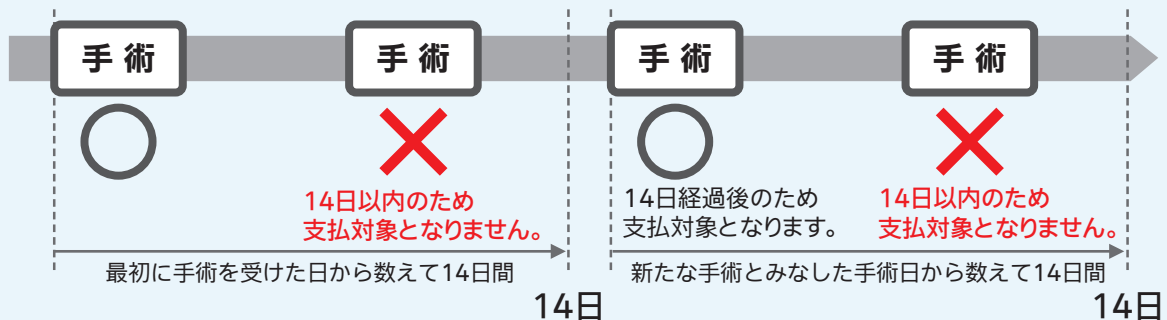 手術
手術
手術
手術
14日以内のため
支払対象となりません。
14日経過後のため
支払対象となります。
14日以内のため
支払対象となりません。
最初に手術を受けた日から数えて14日間
新たな手術とみなした手術日から数えて14日間
14日
14日